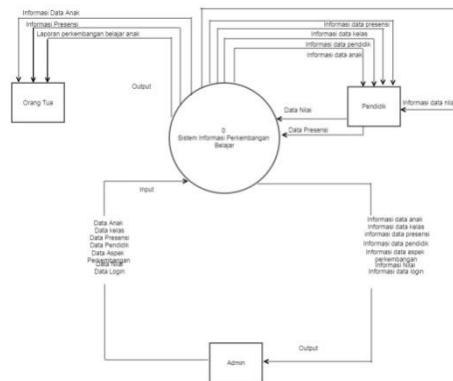 Informasi Data Anak
Informasi Presensi
Laporan perkembangan belajar anak
Informasi data presensi
Informasi data kelas
Informasi data pendidik
Informasi data anak
Orang Tua
Output
Pendidik
Data Nilai
Informasi data nilai
0
Sistem Informasi Perkembangan
Belajar
Data Presensi
Input
Data Anak
Data kelas
Data Presensi
Data Pendidik
Data Aspek
Perkembangan
Data Nilai
Data Login
Informasi data anak
Informasi data kelas
informasi data presensi
Informasi data pendidik
Informasi data aspek
perkembangan
Informasi Nilai
Informasi data login
Output
Admin